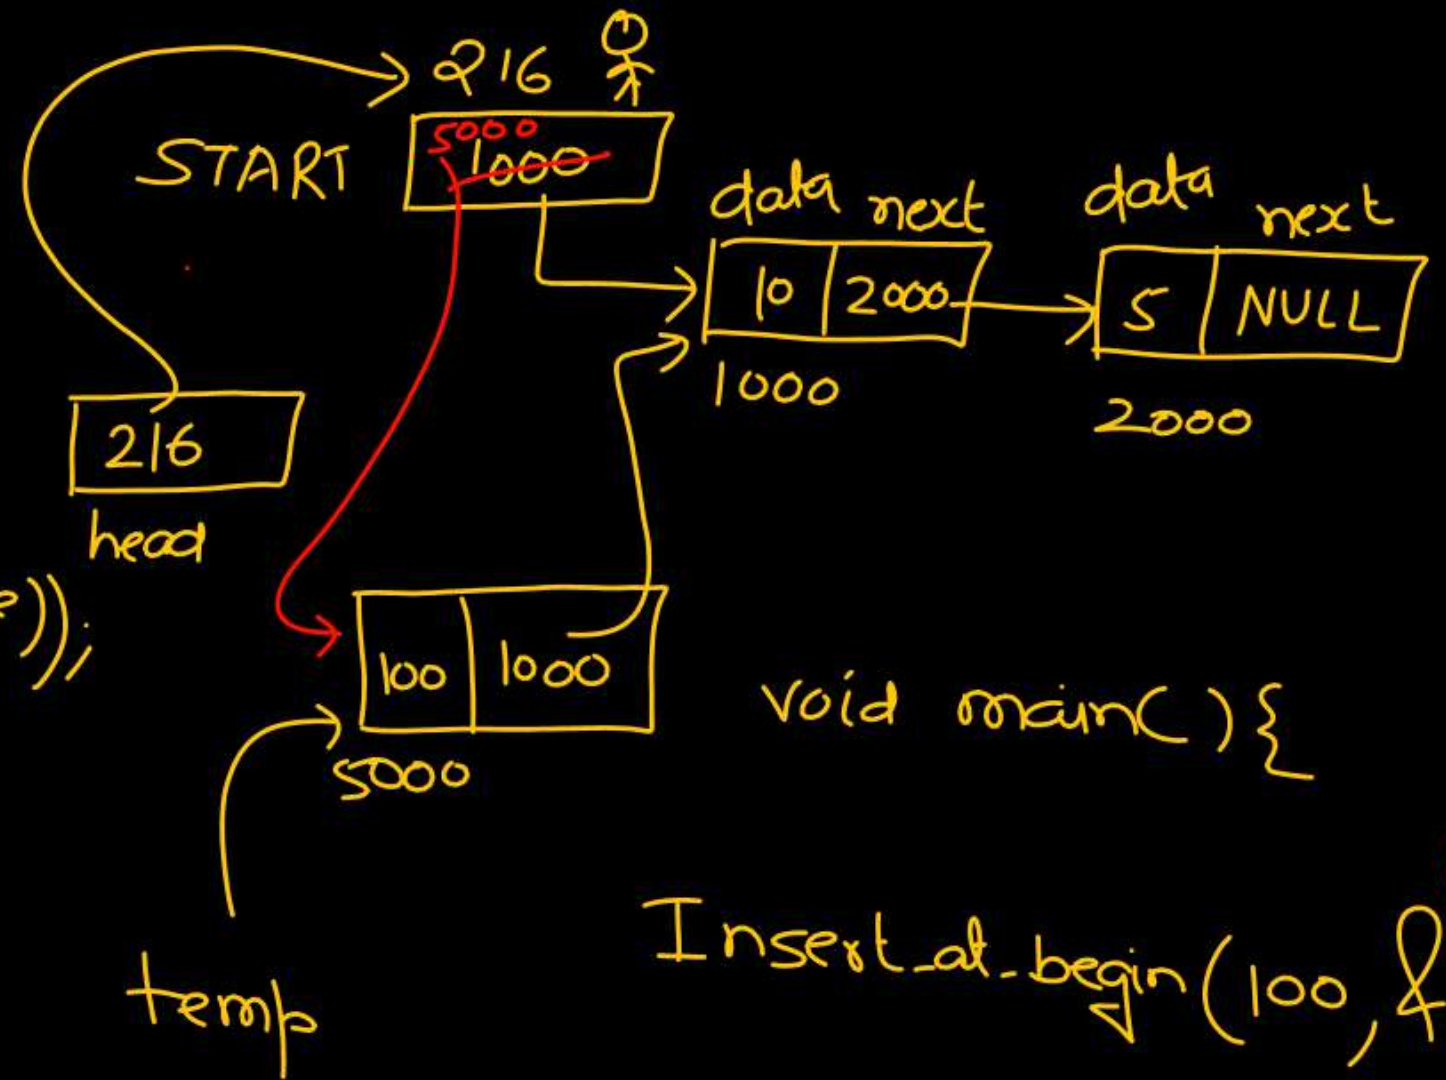 216
START
5000
1000
data next
data next
10 2000
5 NULL
1000
2000
216
head
));
100 1000
5000
void main(){
temp
Insert_at_begin(100, &